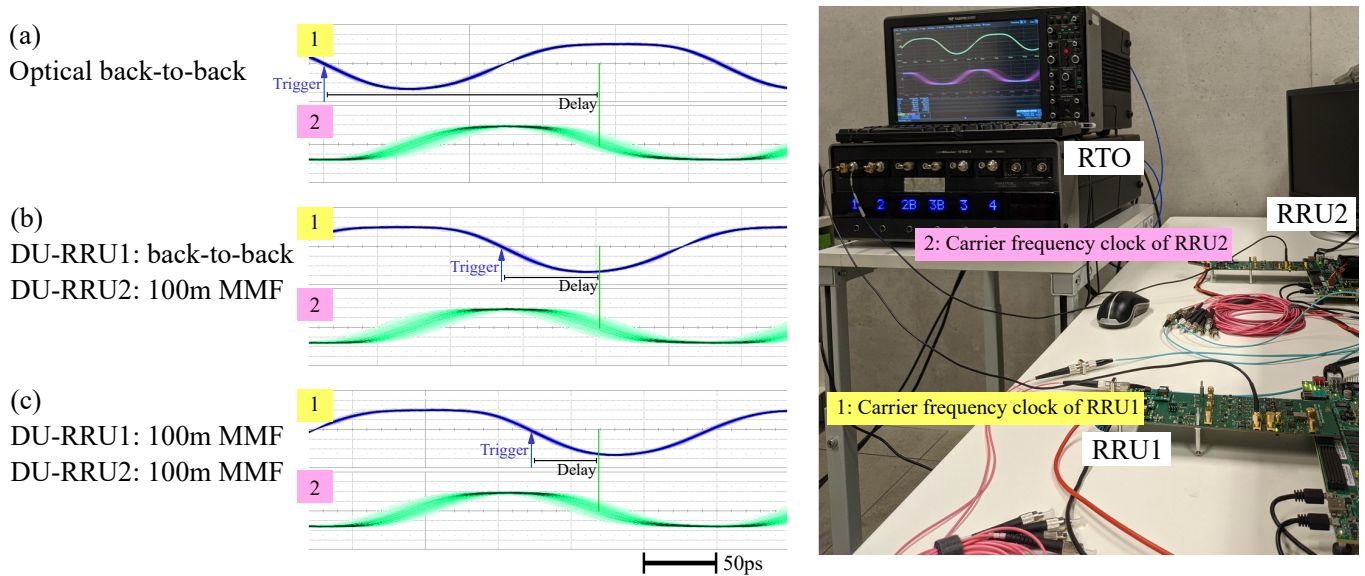 (a)
Optical back-to-back
1
Trigger
Delay
2
(b)
DU-RRU1: back-to-back
DU-RRU2: 100m MMF
1
Trigger
Delay
2
(c)
DU-RRU1: 100m MMF
DU-RRU2: 100m MMF
1
Trigger
Delay
2
50ps
RTO
1 2 2B 3B 3 4
RRU2
2: Carrier frequency clock of RRU2
1: Carrier frequency clock of RRU1
RRU1